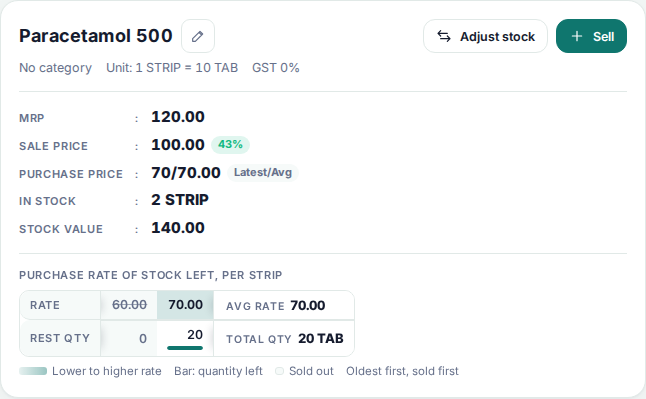 Paracetamol 500 Adjust stock + Sell
No category Unit: 1 STRIP = 10 TAB GST 0%
MRP : 120.00
SALE PRICE : 100.00 43%
PURCHASE PRICE : 70/70.00 Latest/Avg
IN STOCK : 2 STRIP
STOCK VALUE : 140.00
PURCHASE RATE OF STOCK LEFT, PER STRIP
RATE 60.00 70.00 AVG RATE 70.00
REST QTY 0 20 TOTAL QTY 20 TAB
Lower to higher rate Bar: quantity left Sold out Oldest first, sold first